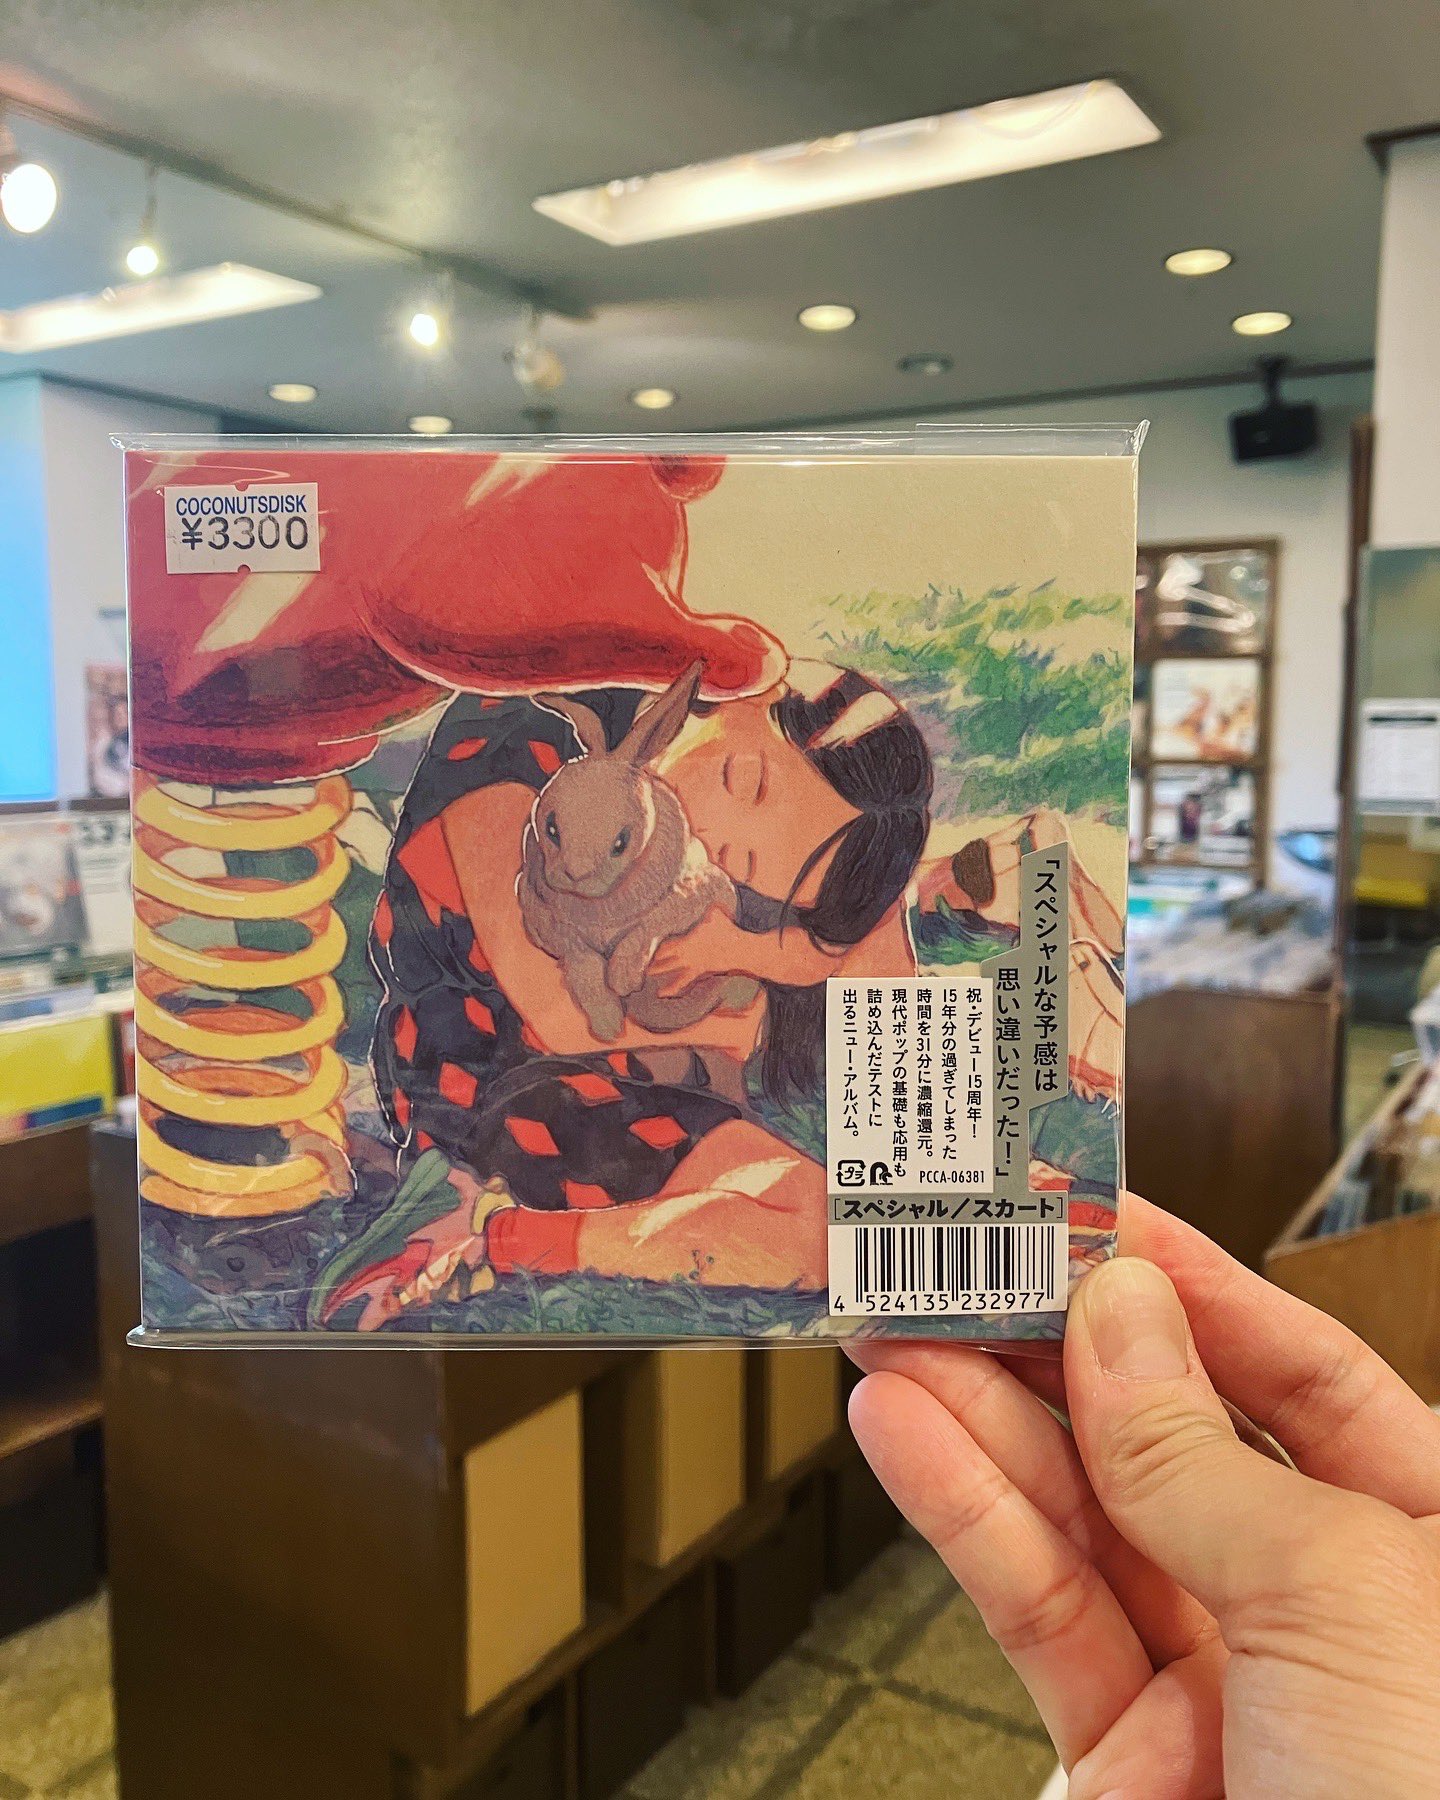 COCONUTSDISK
¥3300
「スペシャルな予感は
思い違いだった!」
祝・デビュー15周年!
15年分の過ぎてしまった
時間を31分に濃縮還元。
現代ポップの基礎も応用も
詰め込んだテストに
出るニュー・アルバム。
PCCA-06381
[スペシャル/スカート]
4 524135 232977